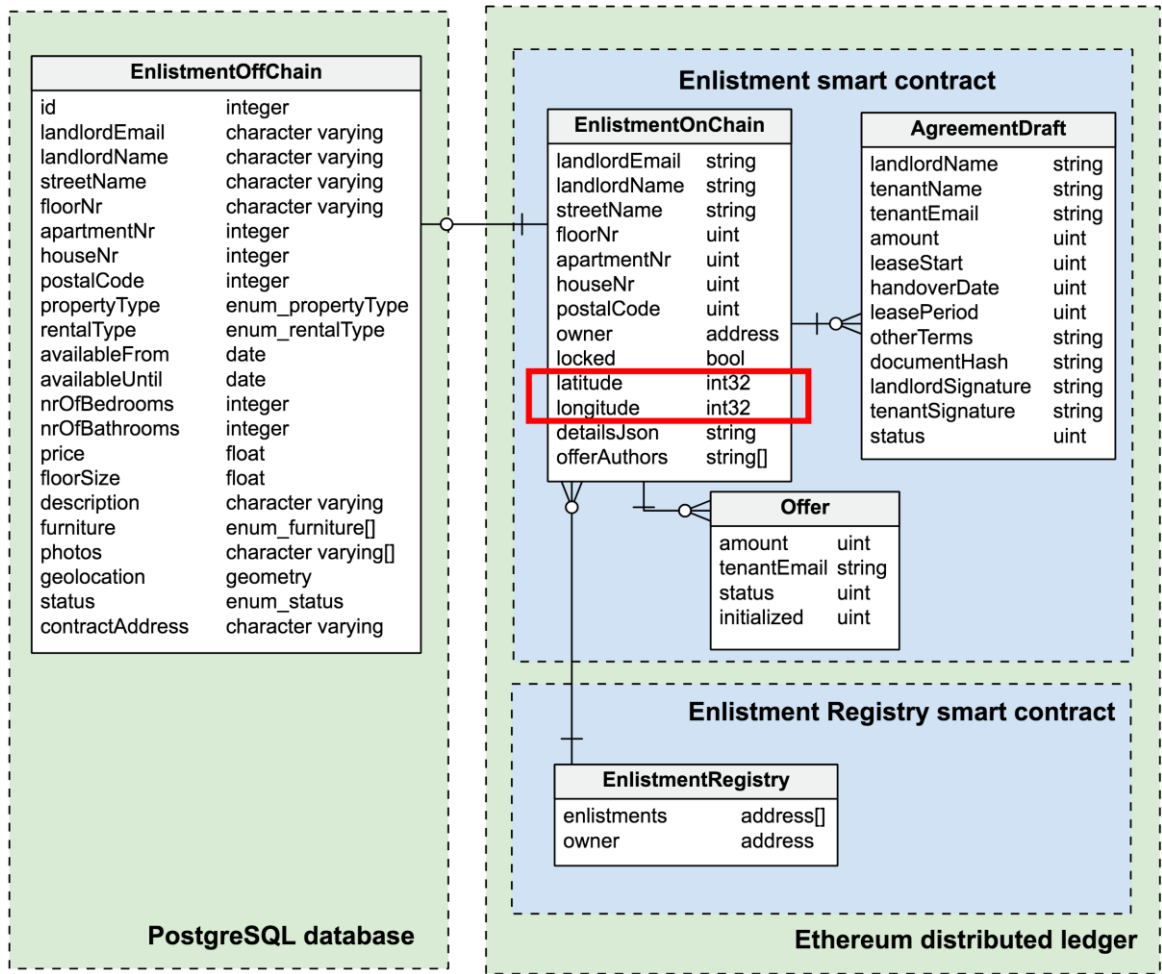 EnlistmentOffChain
id integer
landlordEmail character varying
landlordName character varying
streetName character varying
floorNr character varying
apartmentNr integer
houseNr integer
postalCode integer
propertyType enum_propertyType
rentalType enum_rentalType
availableFrom date
availableUntil date
nrOfBedrooms integer
nrOfBathrooms integer
price float
floorSize float
description character varying
furniture enum_furniture[]
photos character varying[]
geolocation geometry
status enum_status
contractAddress character varying
PostgreSQL database
Enlistment smart contract
EnlistmentOnChain
landlordEmail string
landlordName string
streetName string
floorNr uint
apartmentNr uint
houseNr uint
postalCode uint
owner address
locked bool
latitude int32
longitude int32
detailsJson string
offerAuthors string[]
AgreementDraft
landlordName string
tenantName string
tenantEmail string
amount uint
leaseStart uint
handoverDate uint
leasePeriod uint
otherTerms string
documentHash string
landlordSignature string
tenantSignature string
status uint
Offer
amount uint
tenantEmail string
status uint
initialized uint
Enlistment Registry smart contract
EnlistmentRegistry
enlistments address[]
owner address
Ethereum distributed ledger